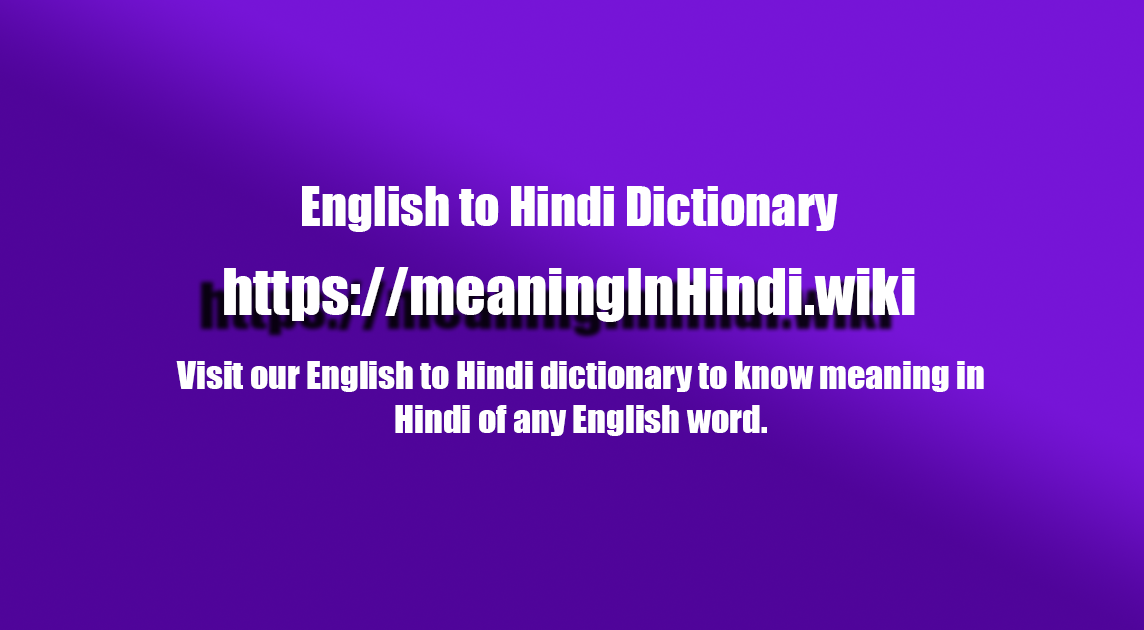 English to Hindi Dictionary
https://meaningInHindi.wiki
Visit our English to Hindi dictionary to know meaning in
Hindi of any English word.